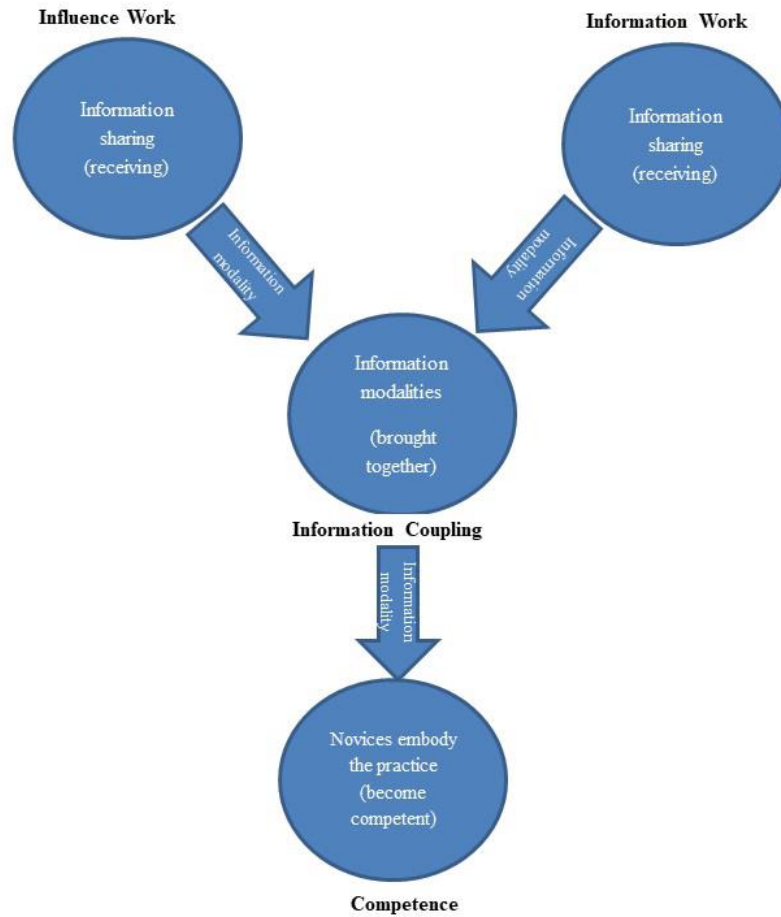 Influence Work
Information Work
Information
sharing
(receiving)
Information
sharing
(receiving)
Information
modality
Information
modality
Information
modalities
(brought
together)
Information Coupling
Information
modality
Novices embody
the practice
(become
competent)
Competence